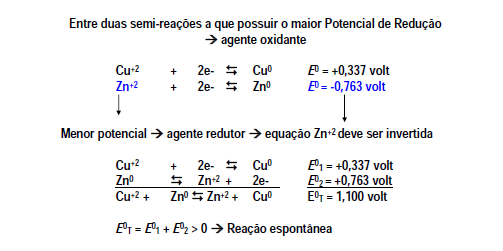 Entre duas semi-reações a que possuir o maior Potencial de Redução
→ agente oxidante
Cu+2 + 2e- ⇆ Cu0 E0 = +0,337 volt
Zn+2 + 2e- ⇆ Zn0 E0 = -0,763 volt
Menor potencial → agente redutor → equação Zn+2 deve ser invertida
Cu+2 + 2e- ⇆ Cu0 E01 = +0,337 volt
Zn0 ⇆ Zn+2 + 2e- E02 = +0,763 volt
Cu+2 + Zn0 ⇆ Zn+2 + Cu0 E0T = 1,100 volt
E0T = E01 + E02 > 0 → Reação espontânea